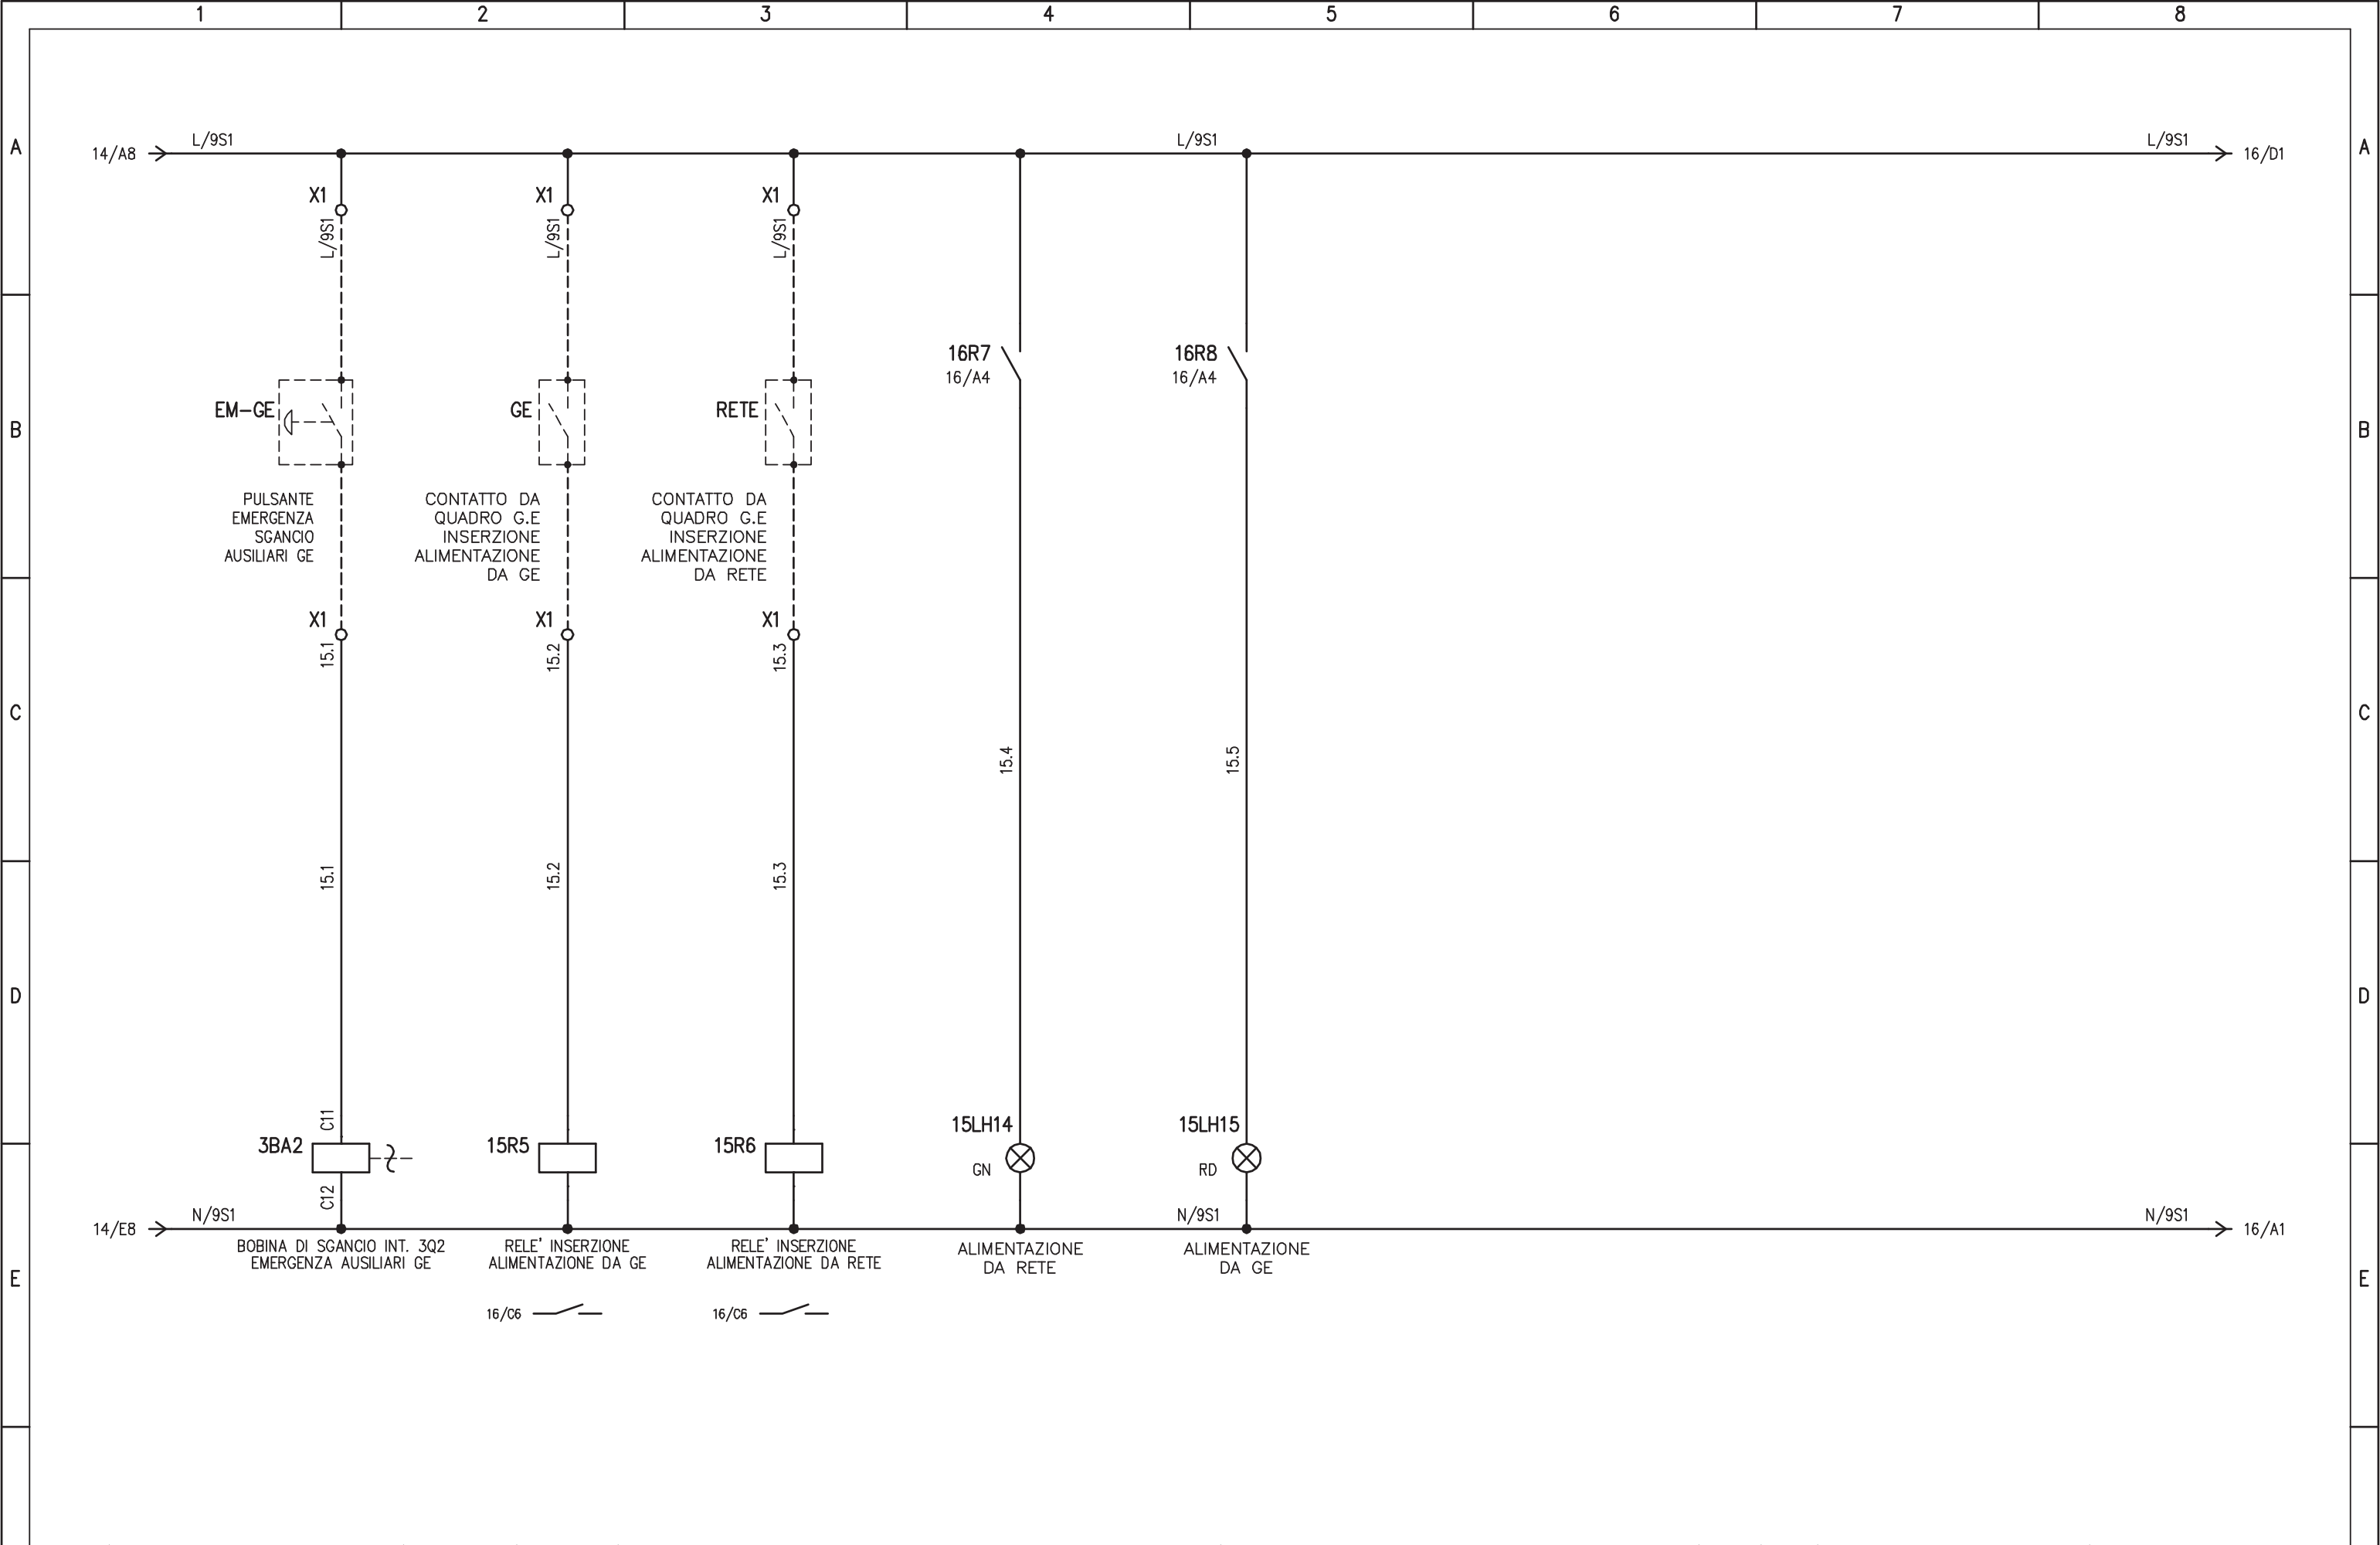 1 2 3 4 5 6 7 8
A A
14/A8 L/9S1 L/9S1 L/9S1 16/D1
X1 X1 X1
L/9S1 L/9S1 L/9S1
16R7 16R8
16/A4 16/A4
EM-GE GE RETE
B B
PULSANTE
EMERGENZA
SGANCIO
AUSILIARI GE
CONTATTO DA
QUADRO G.E
INSERZIONE
ALIMENTAZIONE
DA GE
CONTATTO DA
QUADRO G.E
INSERZIONE
ALIMENTAZIONE
DA RETE
X1 X1 X1
15.1 15.2 15.3
C C
15.4 15.5
15.1 15.2 15.3
D D
C11
15LH14 15LH15
3BA2 15R5 15R6
GN RD
C12
14/E8 N/9S1 N/9S1 N/9S1 16/A1
BOBINA DI SGANCIO INT. 3Q2
EMERGENZA AUSILIARI GE
RELE' INSERZIONE
ALIMENTAZIONE DA GE
RELE' INSERZIONE
ALIMENTAZIONE DA RETE
ALIMENTAZIONE
DA RETE
ALIMENTAZIONE
DA GE
E E
16/C6 16/C6